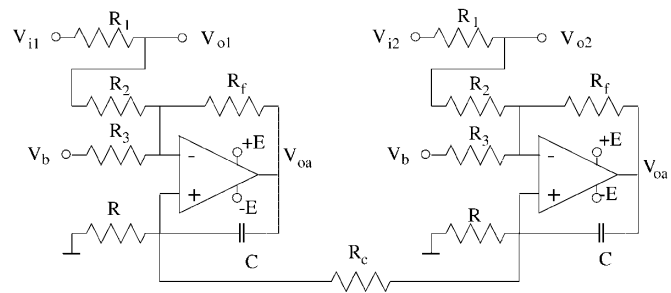 R1
R1
Vi1
Vo1
Vi2
Vo2
R2
Rf
R2
Rf
R3
+E
R3
+E
Vb
-
Voa
Vb
-
Voa
+
+
R
-E
R
-E
C
Rc
C